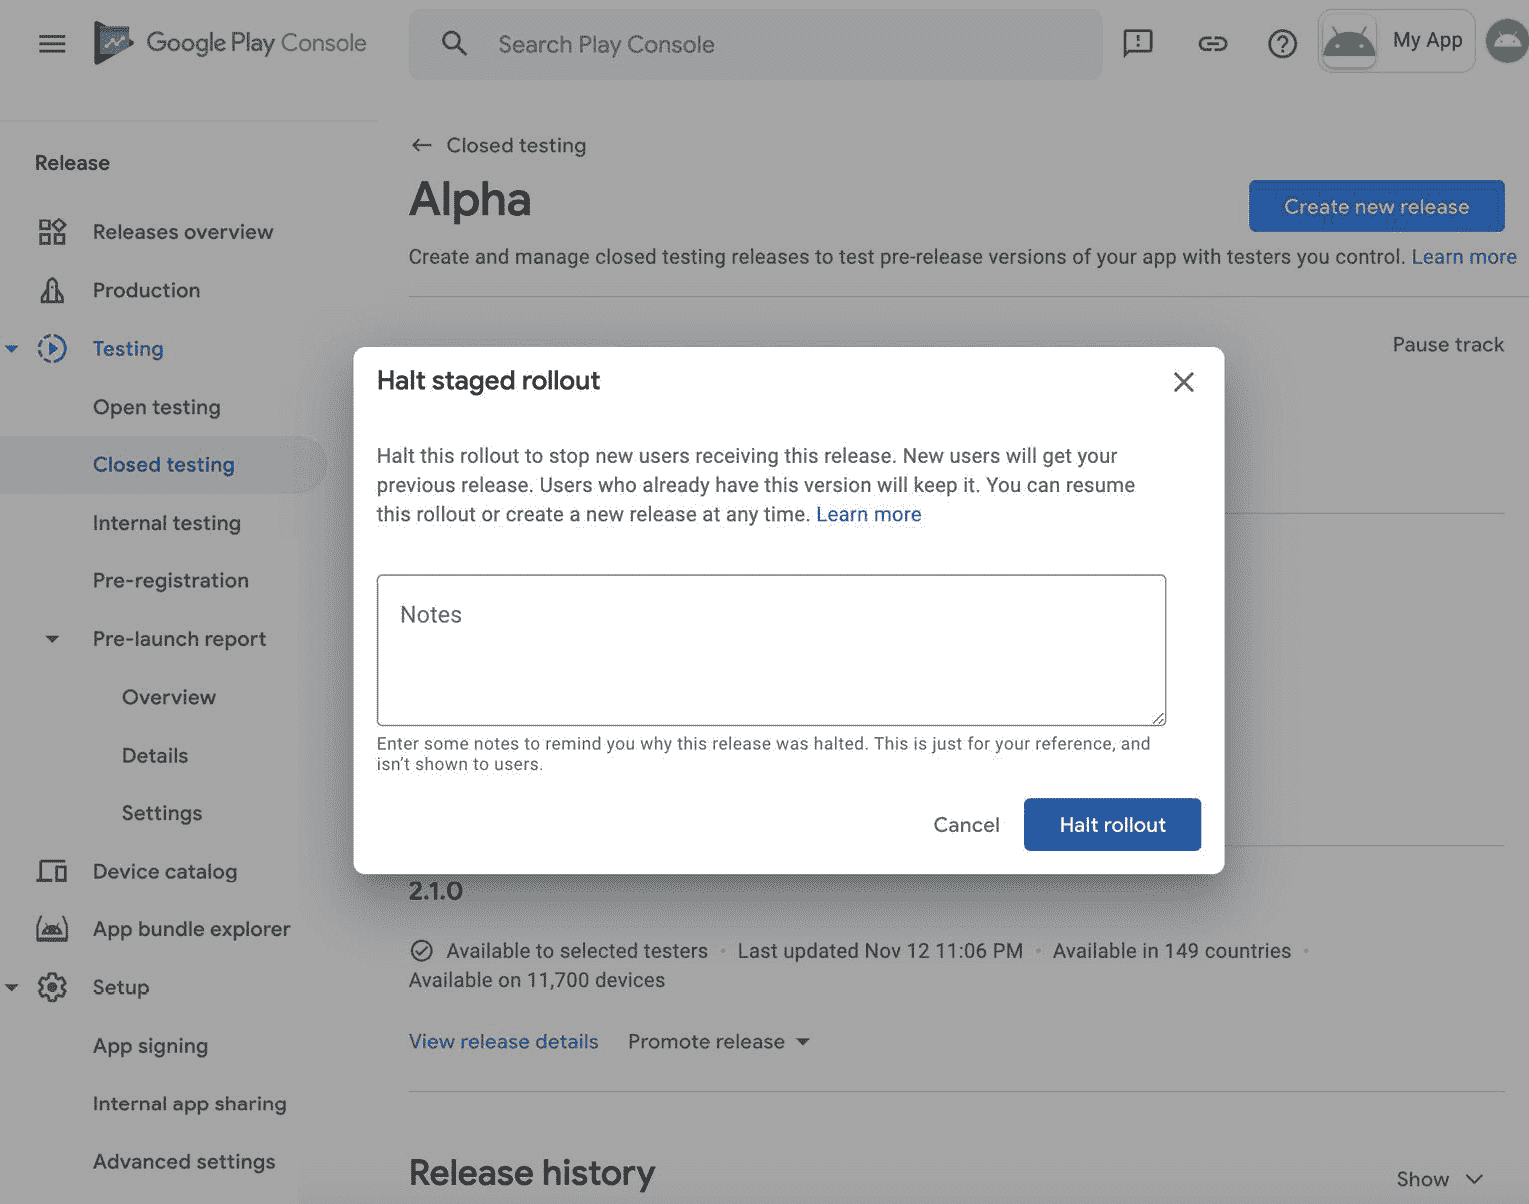 Google Play Console
Search Play Console
My App
Release
Releases overview
Production
Testing
Open testing
Closed testing
Internal testing
Pre-registration
Pre-launch report
Overview
Details
Settings
Device catalog
App bundle explorer
Setup
App signing
Internal app sharing
Advanced settings
Closed testing
Alpha
Create new release
Create and manage closed testing releases to test pre-release versions of your app with testers you control. Learn more
Pause track
Halt staged rollout
Halt this rollout to stop new users receiving this release. New users will get your
previous release. Users who already have this version will keep it. You can resume
this rollout or create a new release at any time. Learn more
Notes
Enter some notes to remind you why this release was halted. This is just for your reference, and
isn't shown to users.
Cancel
Halt rollout
2.1.0
Available to selected testers • Last updated Nov 12 11:06 PM • Available in 149 countries •
Available on 11,700 devices
View release details
Promote release
Release history
Show